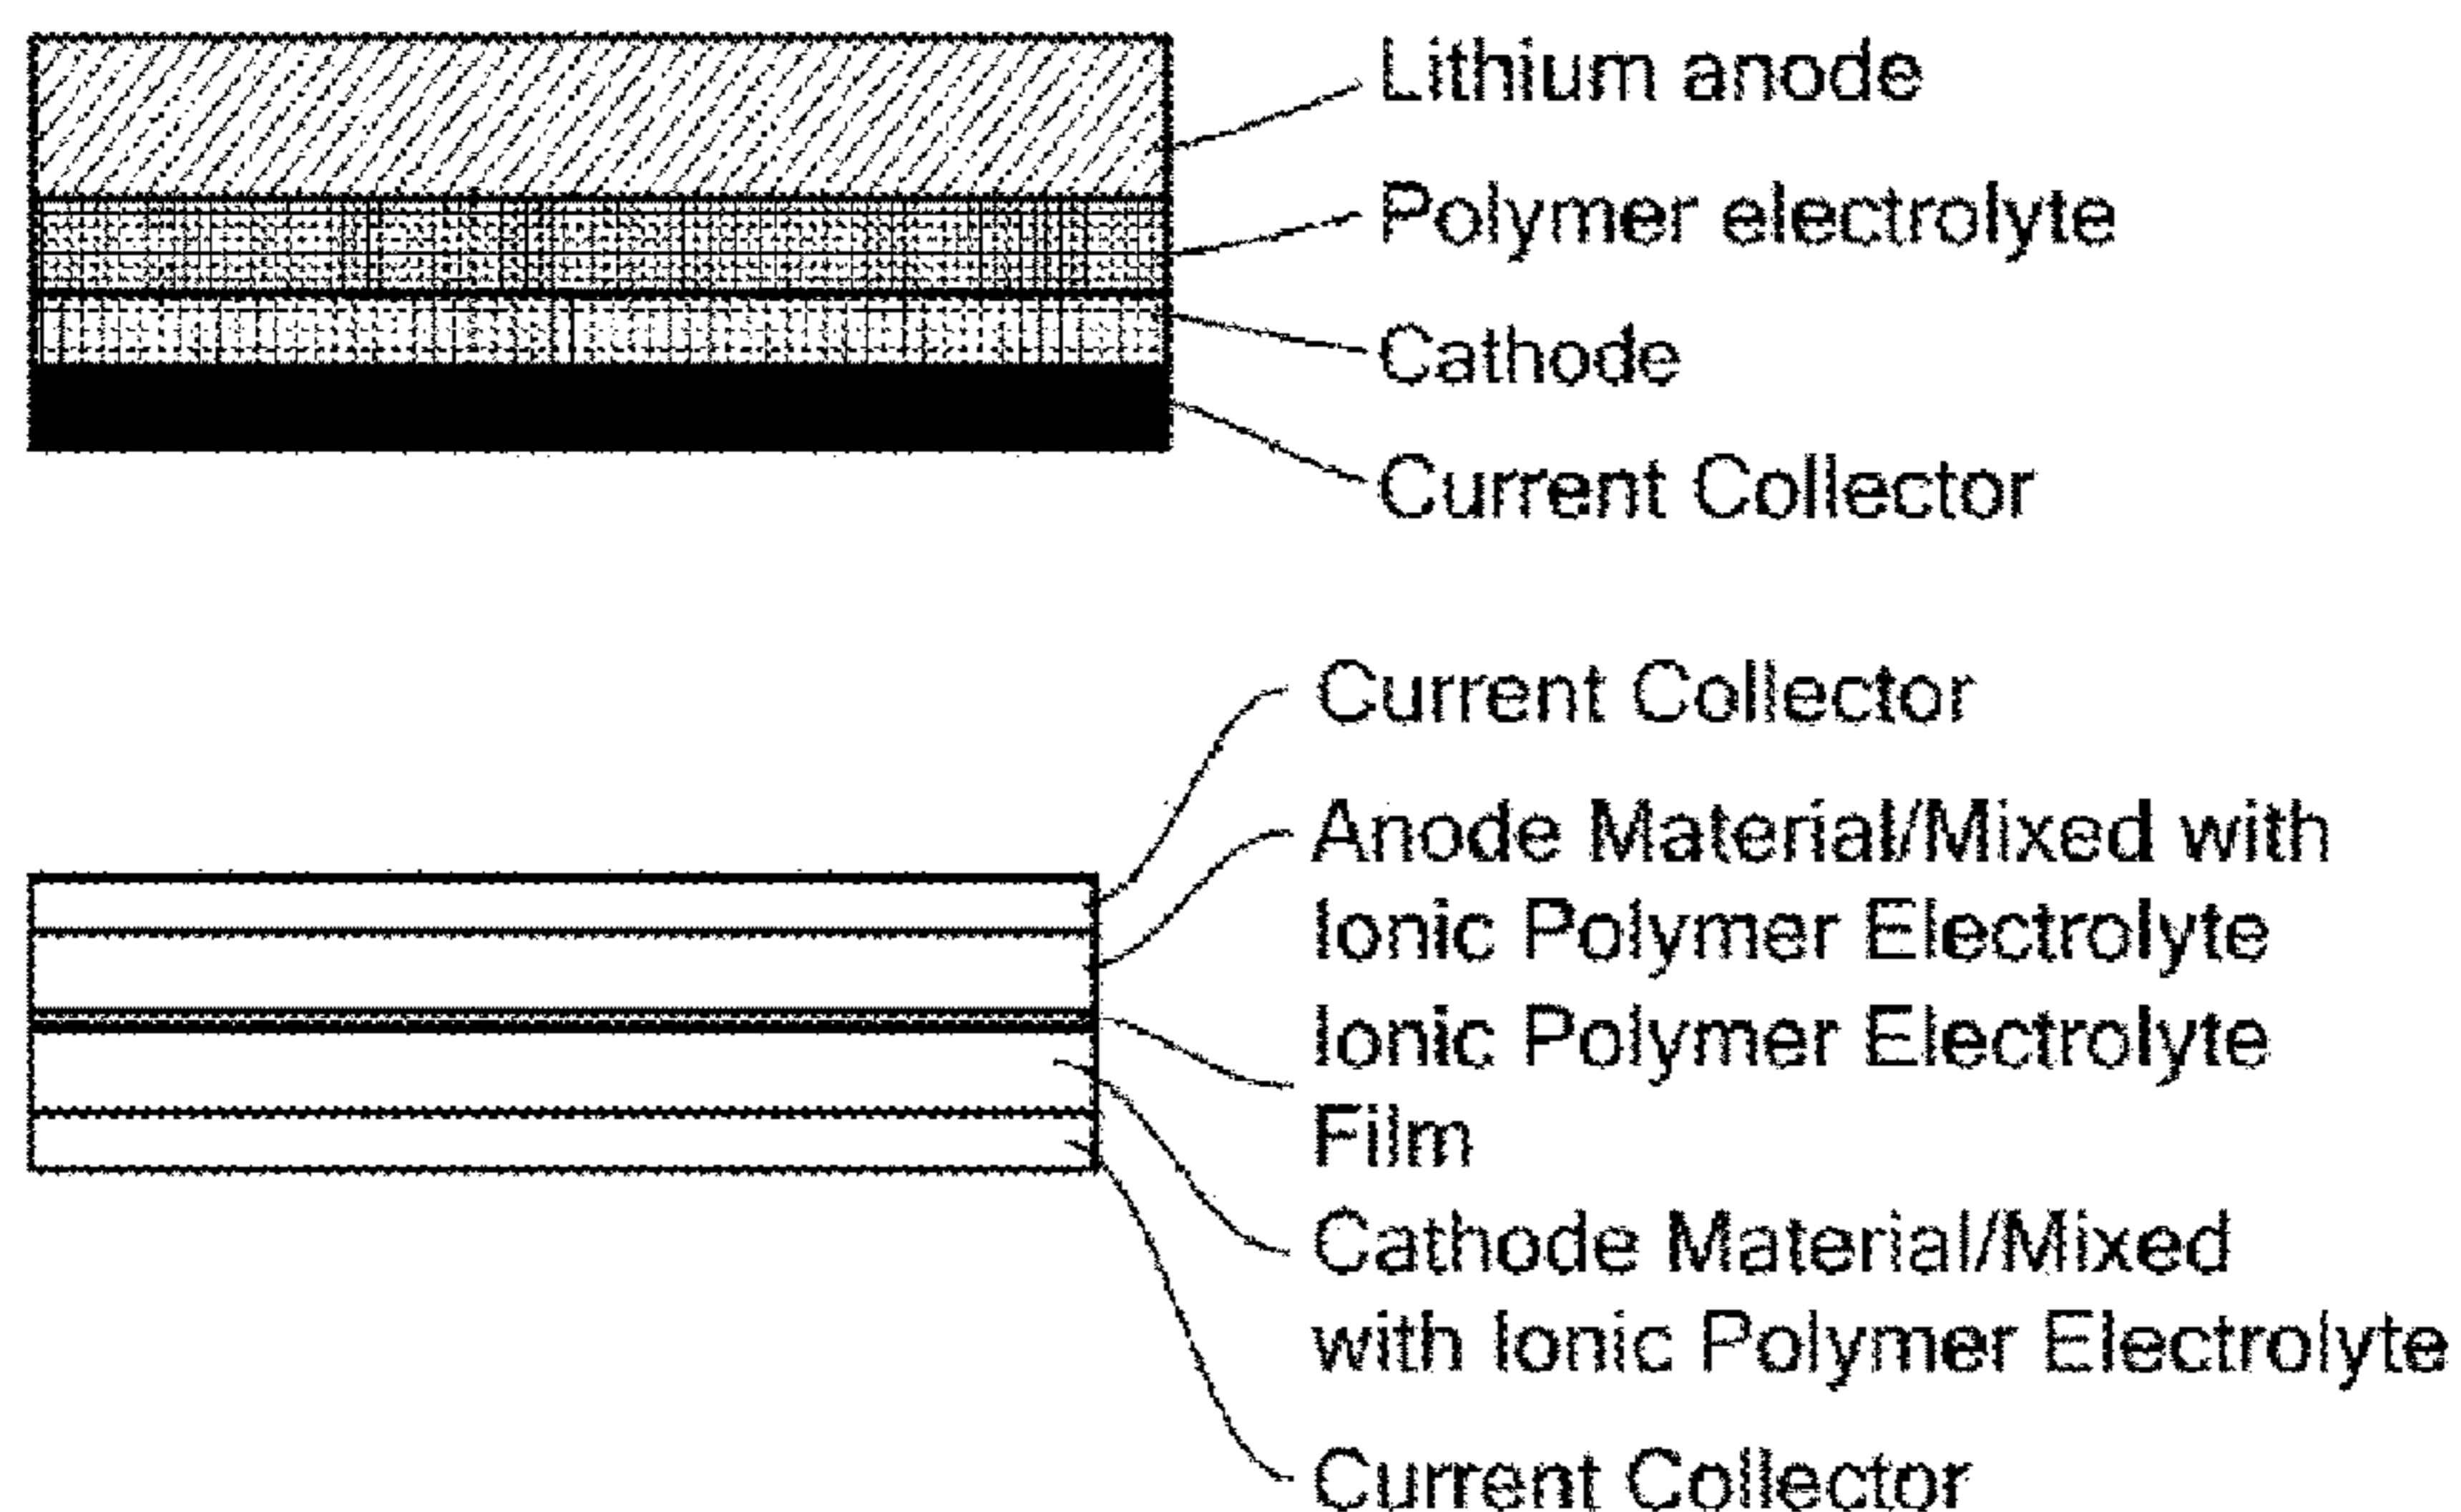 Lithium anode
Polymer electrolyte
Cathode
Current Collector
Current Collector
Anode Material/Mixed with
Ionic Polymer Electrolyte
Ionic Polymer Electrolyte
Film
Cathode Material/Mixed
with Ionic Polymer Electrolyte
Current Collector